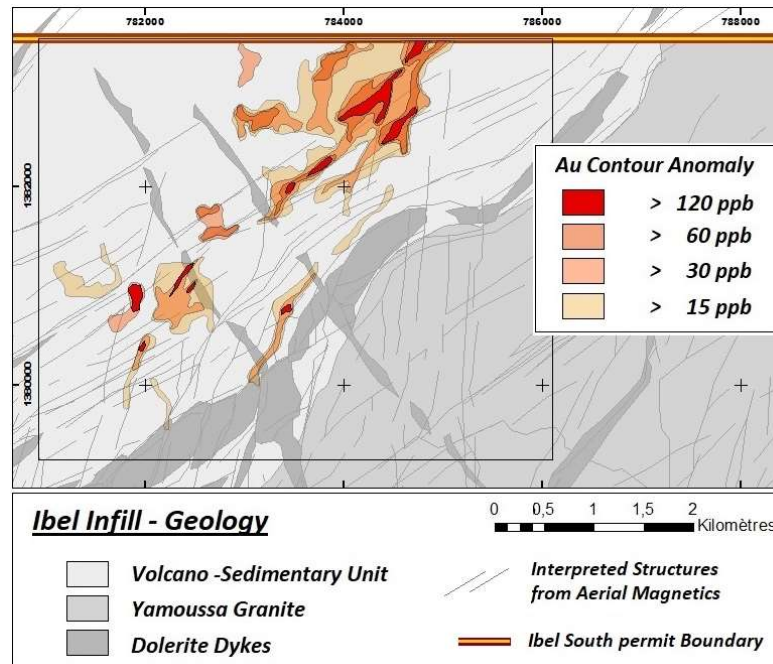 782000 784000 786000 788000
1382000
1380000
Au Contour Anomaly
> 120 ppb
> 60 ppb
> 30 ppb
> 15 ppb
Ibel Infill - Geology
0 0,5 1 1,5 2
Kilomètres
Volcano -Sedimentary Unit
Yamoussa Granite
Dolerite Dykes
Interpreted Structures
from Aerial Magnetics
Ibel South permit Boundary